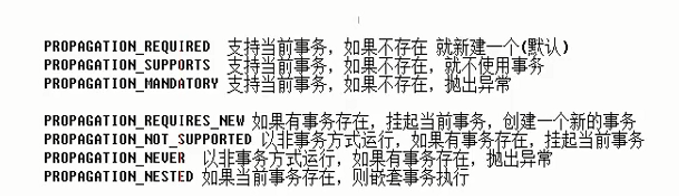 PROPAGATION_REQUIRED 支持当前事务，如果不存在 就新建一个(默认)
PROPAGATION_SUPPORTS 支持当前事务，如果不存在，就不使用事务
PROPAGATION_MANDATORY 支持当前事务，如果不存在，抛出异常
PROPAGATION_REQUIRES_NEW 如果有事务存在，挂起当前事务，创建一个新的事务
PROPAGATION_NOT_SUPPORTED 以非事务方式运行，如果有事务存在，挂起当前事务
PROPAGATION_NEVER 以非事务方式运行，如果有事务存在，抛出异常
PROPAGATION_NESTED 如果当前事务存在，则嵌套事务执行